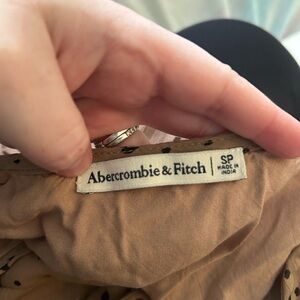 Abercrombie & Fitch
SP
MADE IN
INDIA